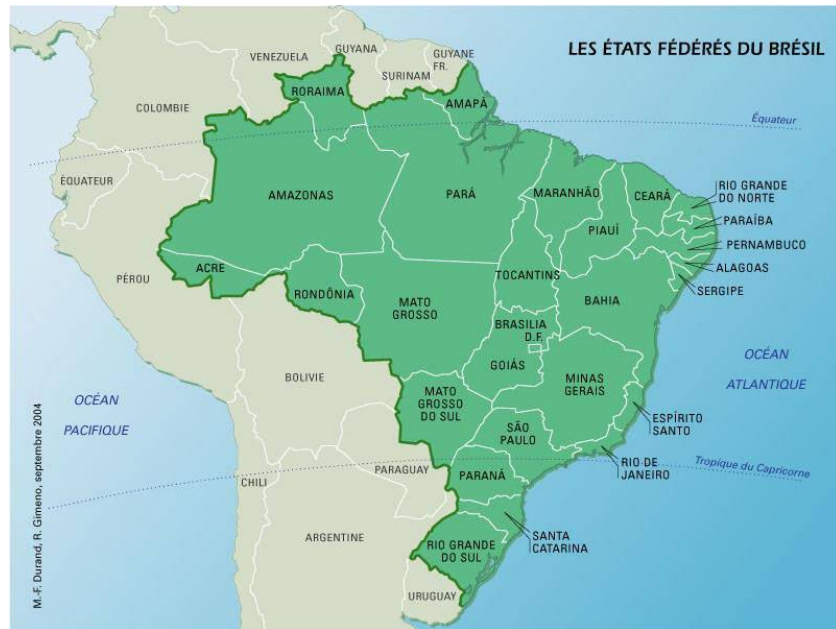 LES ÉTATS FÉDÉRÉS DU BRÉSIL
GUYANA
GUYANE
FR.
VENEZUELA
SURINAM
COLOMBIE
RORAIMA
AMAPÁ
Équateur
ÉQUATEUR
AMAZONAS
PARÁ
MARANHÃO
CEARÁ
RIO GRANDE
DO NORTE
PARAÍBA
PIAUÍ
PERNAMBUCO
ALAGOAS
SERGIPE
PÉROU
ACRE
RONDÔNIA
TOCANTINS
MATO
GROSSO
BAHIA
BRASILIA
D.F.
GOIÁS
MINAS
GERAIS
OCÉAN
ATLANTIQUE
BOLIVIE
OCÉAN
PACIFIQUE
MATO
GROSSO
DO SUL
ESPÍRITO
SANTO
SÃO
PAULO
RIO DE
JANEIRO
Tropique du Capricorne
PARAGUAY
PARANÁ
CHILI
SANTA
CATARINA
ARGENTINE
RIO GRANDE
DO SUL
URUGUAY
M.-F. Durand, R. Gimeno, septembre 2004